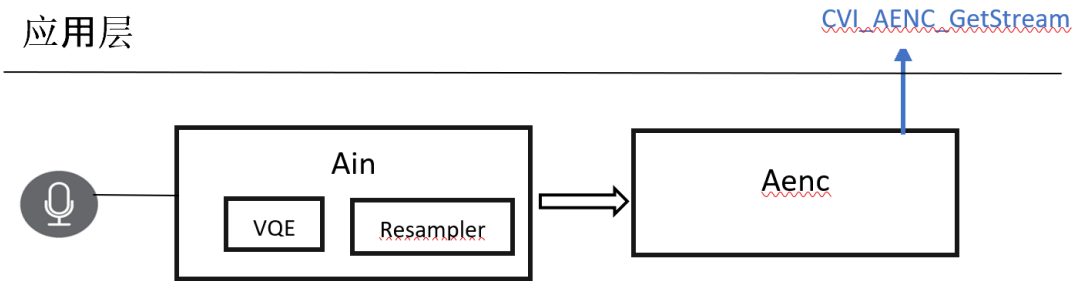 应用层
CVI_AENC_GetStream
Ain
VQE
Resampler
Aenc